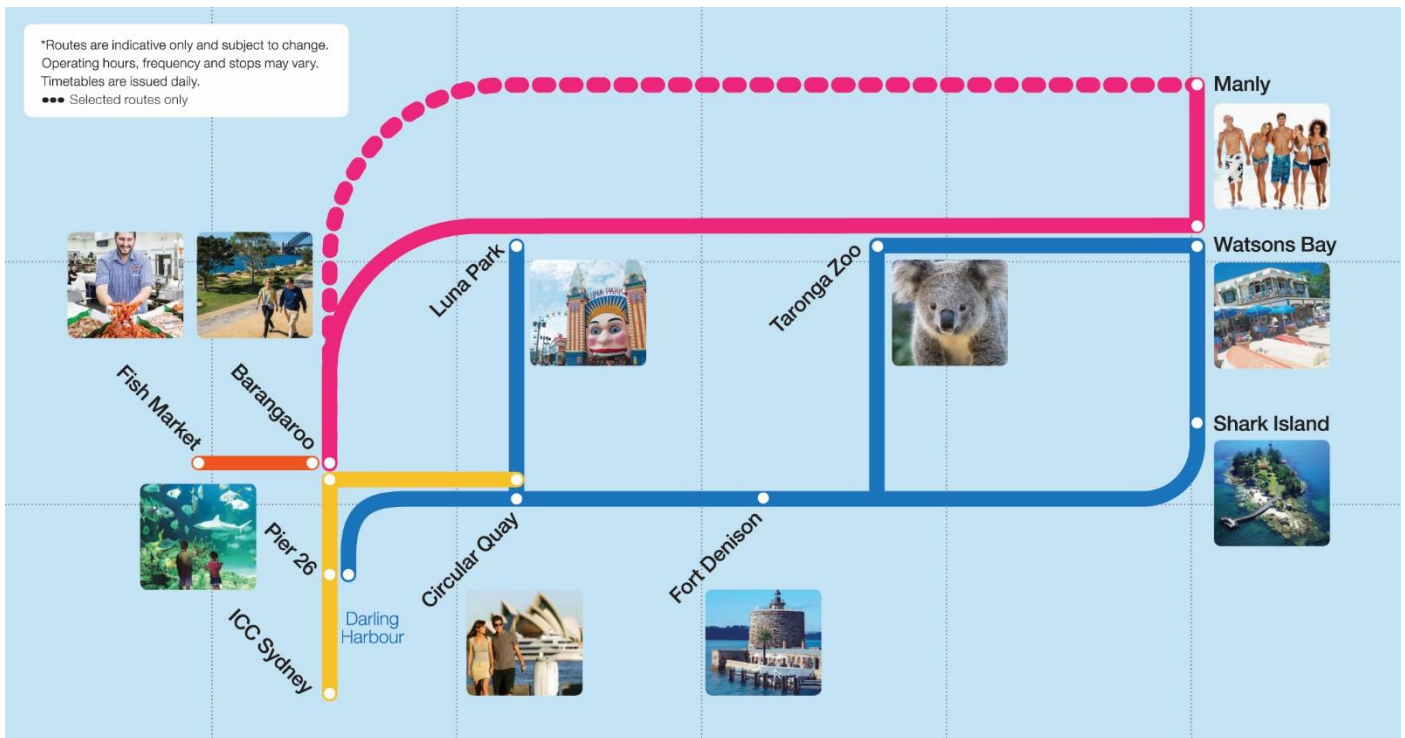 *Routes are indicative only and subject to change.
Operating hours, frequency and stops may vary.
Timetables are issued daily.
●●● Selected routes only
Manly
Luna Park
Taronga Zoo
Watsons Bay
LUNA PARK
Fish Market
Barangaroo
Shark Island
Pier 26
Circular Quay
Fort Denison
ICC Sydney
Darling
Harbour